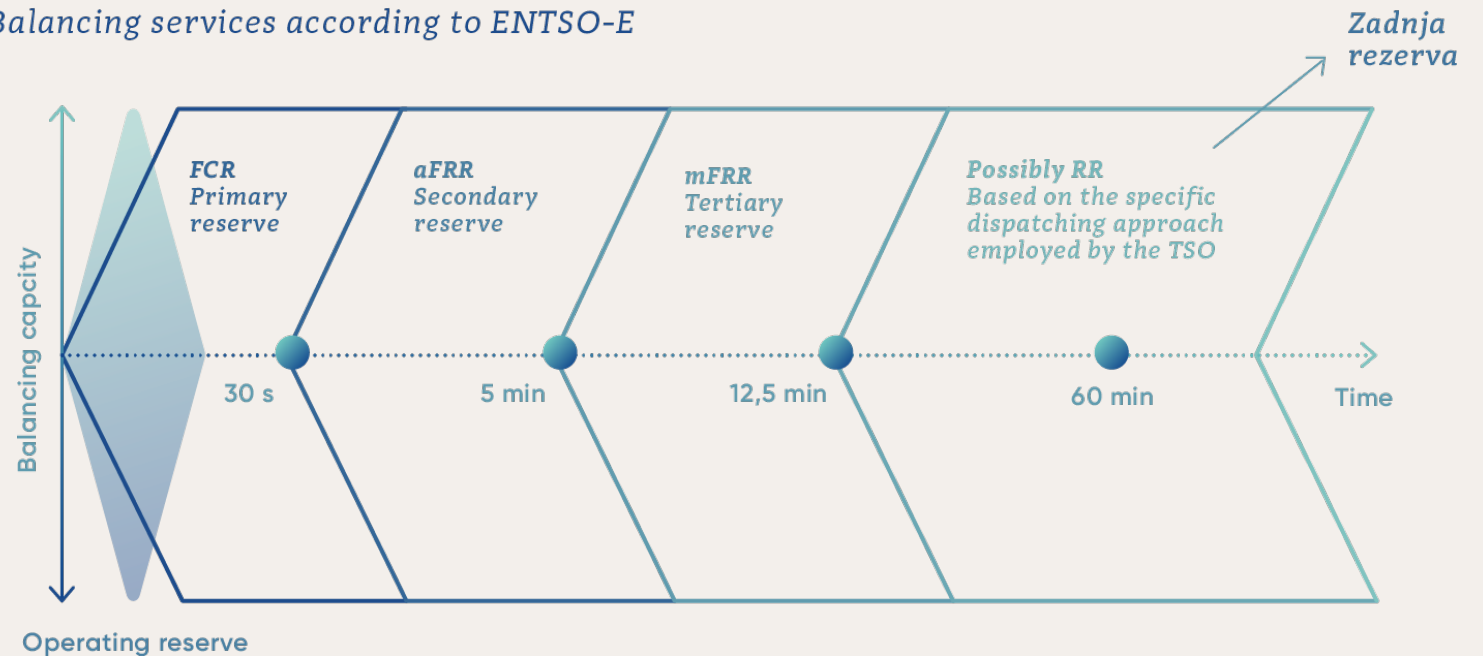 Balancing services according to ENTSO-E
Zadnja
rezerva
FCR
Primary
reserve
aFRR
Secondary
reserve
mFRR
Tertiary
reserve
Possibly RR
Based on the specific
dispatching approach
employed by the TSO
Balancing capcity
30 s
5 min
12,5 min
60 min
Time
Operating reserve